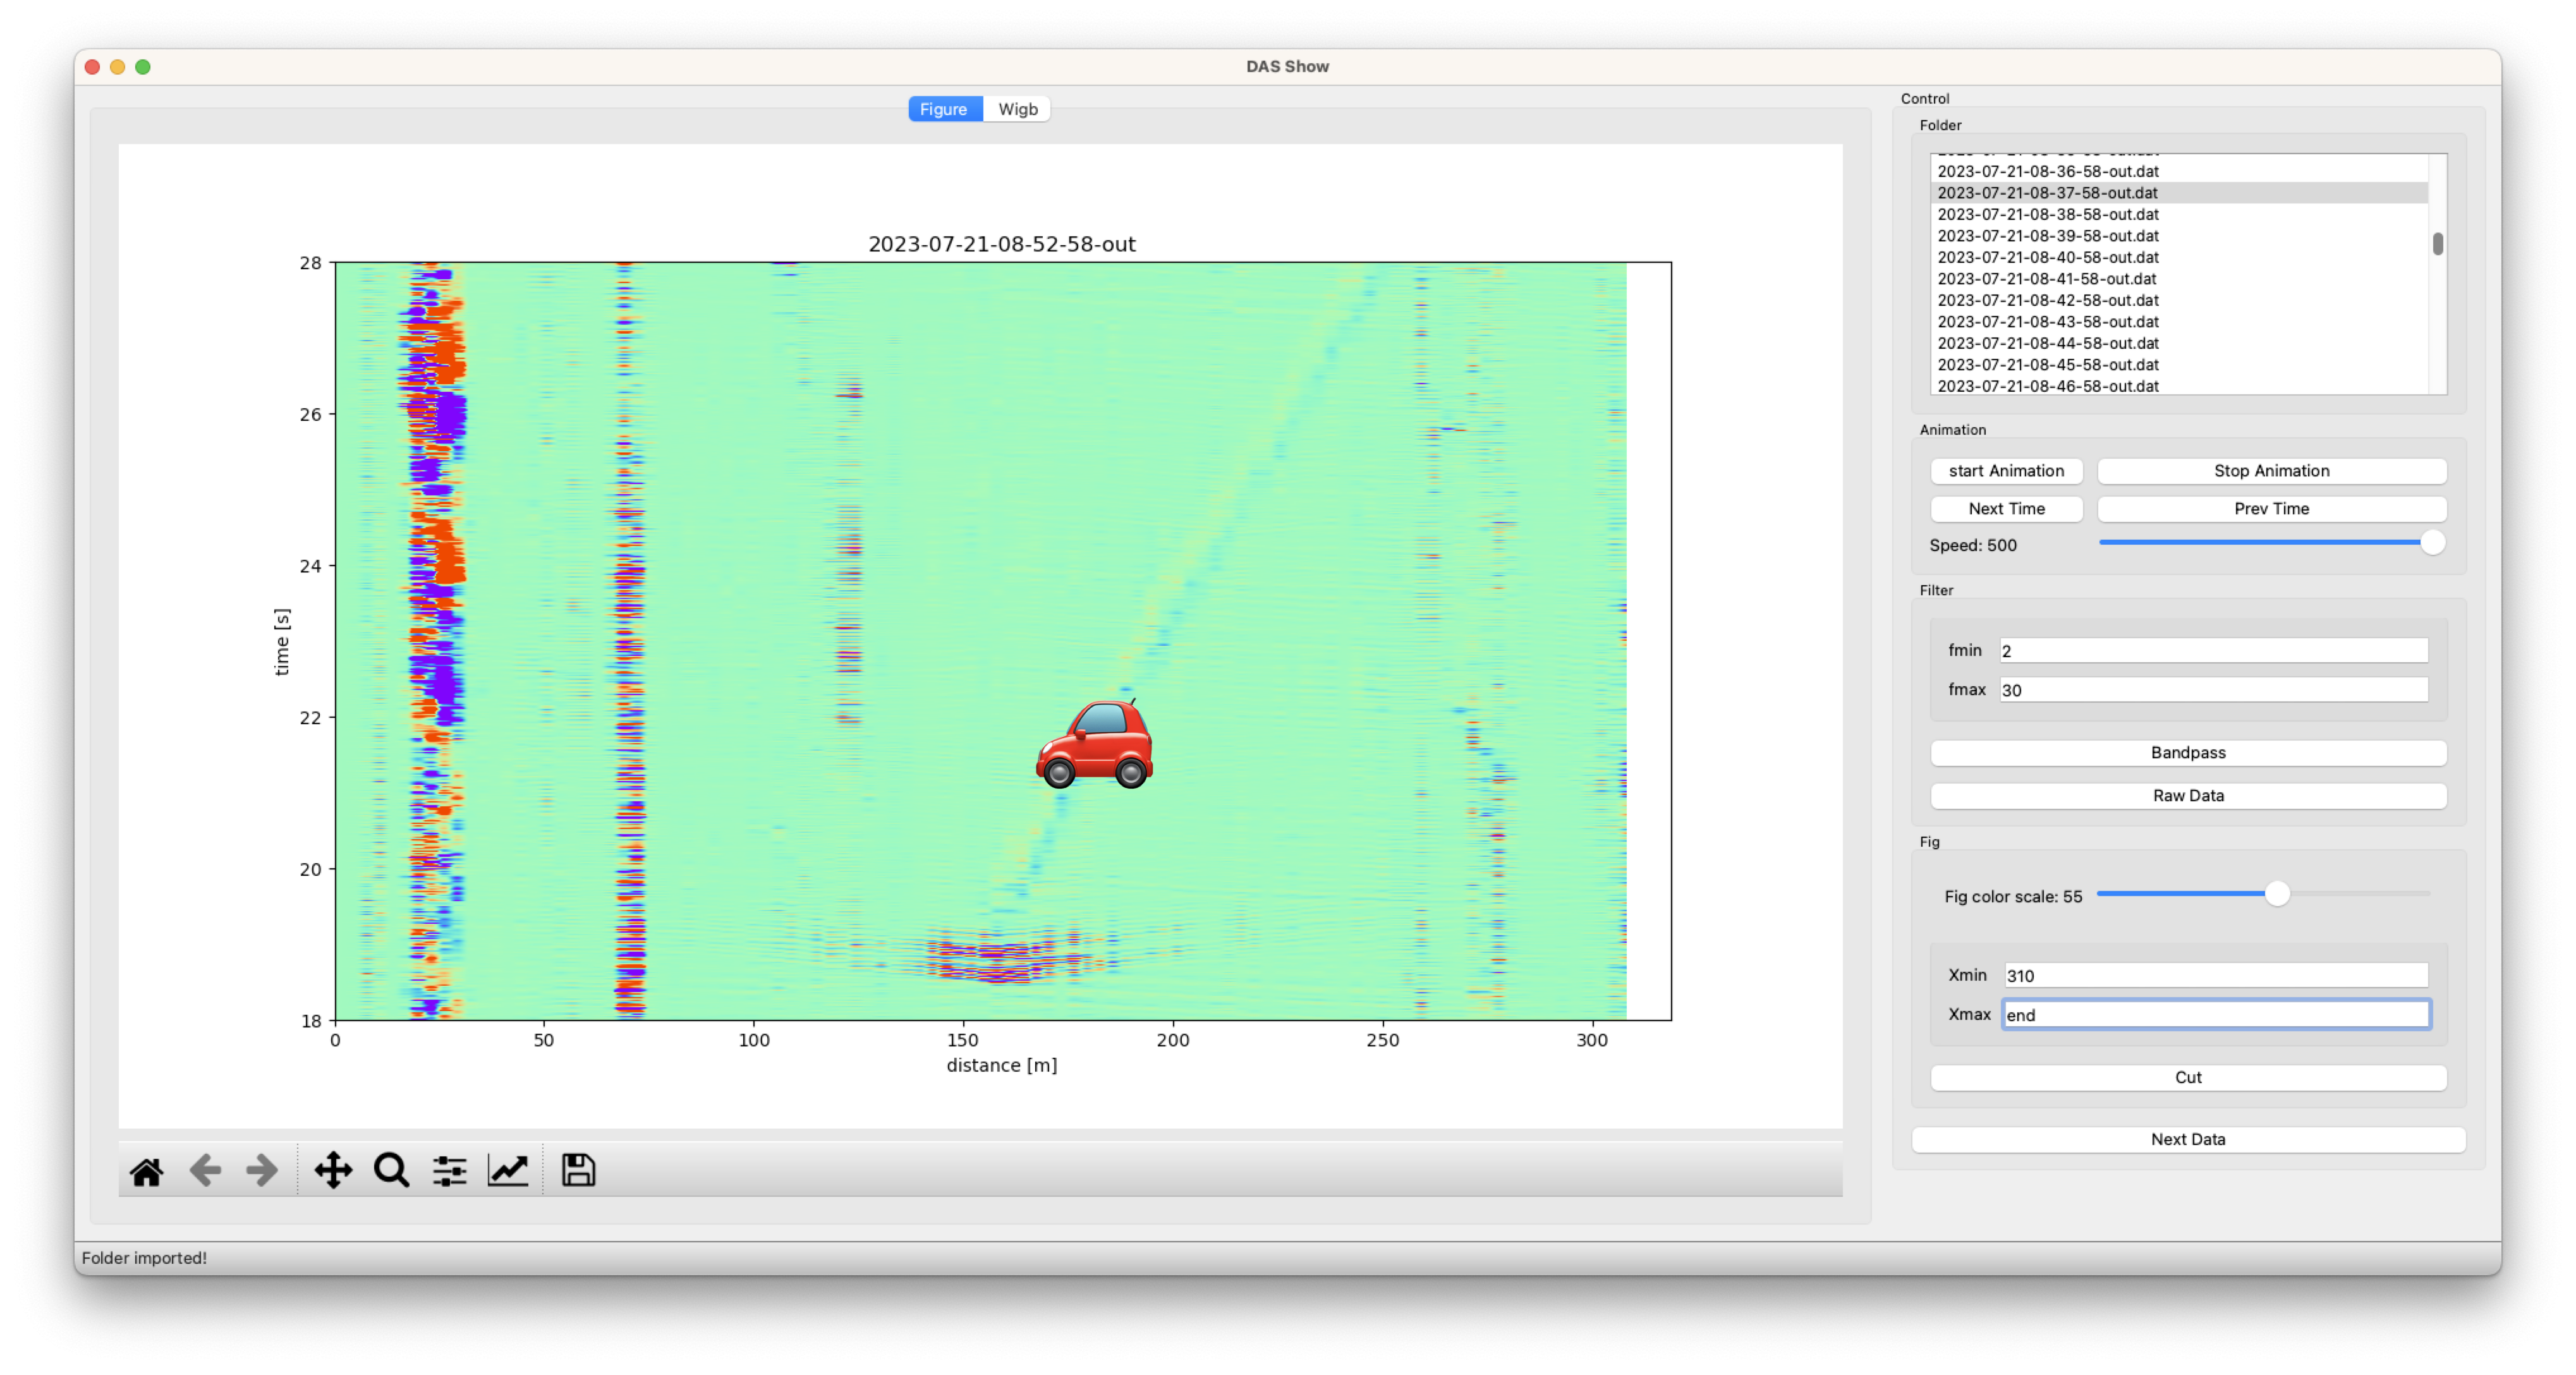 DAS Show
Figure
Wigb
2023-07-21-08-52-58-out
28
26
24
22
20
18
time [s]
0
50
100
150
200
250
300
distance [m]
Folder imported!
Control
Folder
2023-07-21-08-36-58-out.dat
2023-07-21-08-37-58-out.dat
2023-07-21-08-38-58-out.dat
2023-07-21-08-39-58-out.dat
2023-07-21-08-40-58-out.dat
2023-07-21-08-41-58-out.dat
2023-07-21-08-42-58-out.dat
2023-07-21-08-43-58-out.dat
2023-07-21-08-44-58-out.dat
2023-07-21-08-45-58-out.dat
2023-07-21-08-46-58-out.dat
Animation
start Animation
Stop Animation
Next Time
Prev Time
Speed: 500
Filter
fmin 2
fmax 30
Bandpass
Raw Data
Fig
Fig color scale: 55
Xmin 310
Xmax end
Cut
Next Data